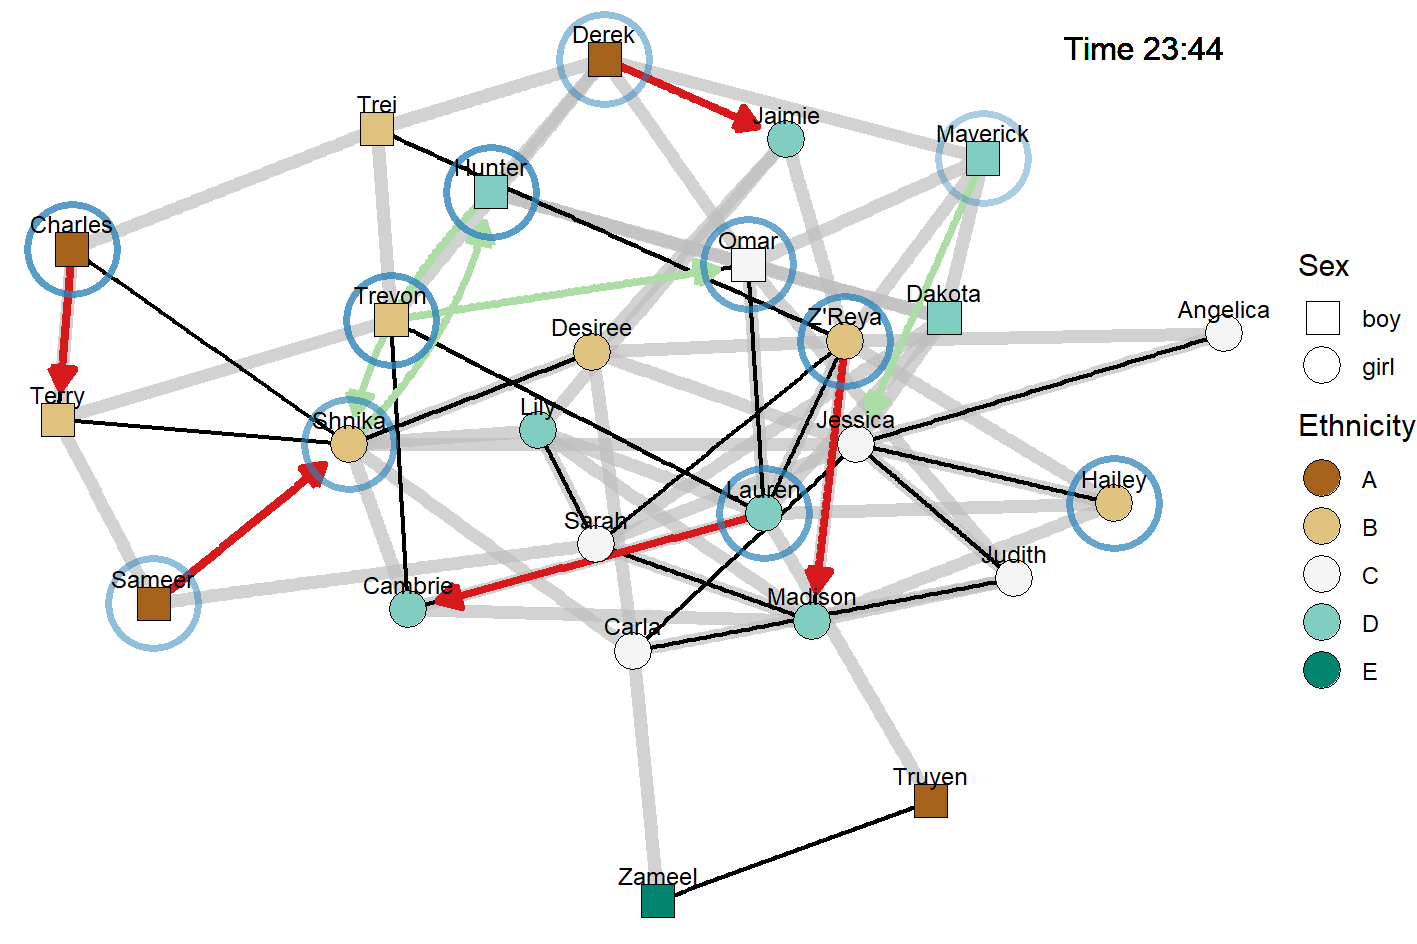 Time 23:44
Derek
Trei
Jaimie
Maverick
Hunter
Charles
Omar
Trevon
Dakota
Z'Reya
Angelica
Desiree
Terry
Lily
Shnika
Jessica
Lauren
Hailey
Sarah
Judith
Sameer
Cambrie
Madison
Carla
Truyen
Zameel
Sex
boy
girl
Ethnicity
A
B
C
D
E